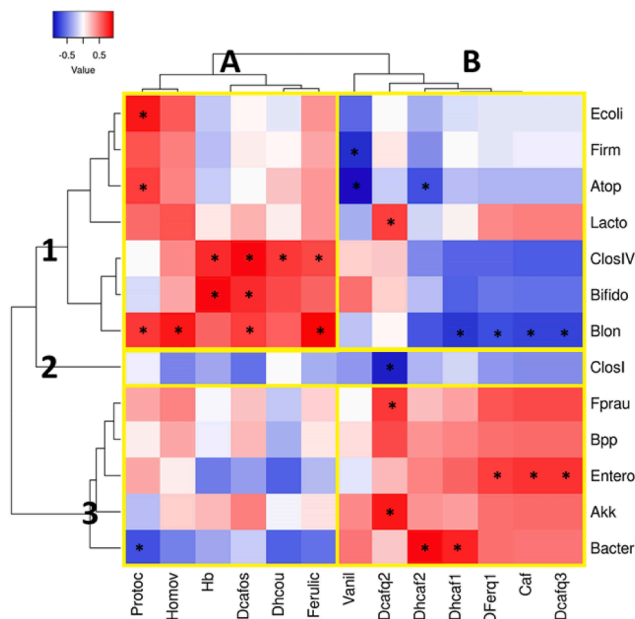 -0.5 0.5
Value
A B
1
2
3
Ecoli
Firm
Atop
Lacto
ClosIV
Bifido
Blon
ClosI
Fprau
Bpp
Entero
Akk
Bacter
Protoc
Homov
Hb
Dcafos
Dhcou
Ferulic
Vanil
Dcafq2
Dhcaf2
Dhcaf1
DFerq1
Caf
Dcafq3